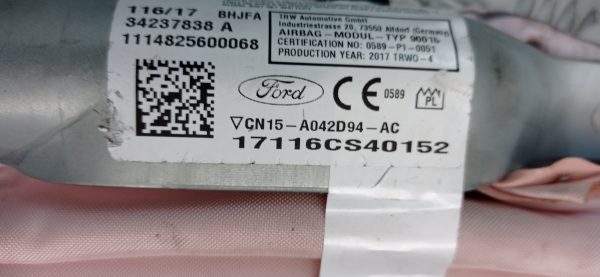 116/17 BHJFA
34237838 A
1114825600068
TRW Automotive GmbH
Industriestrasse 20, 73553 Alfdorf (Germany)
AIRBAG-MODUL-TYP 90016
CERTIFICATION NO: 0589-P1-0051
PRODUCTION YEAR: 2017 TRWO-4
Ford CE 0589 PL
▽CN15-A042D94-AC
17116CS40152